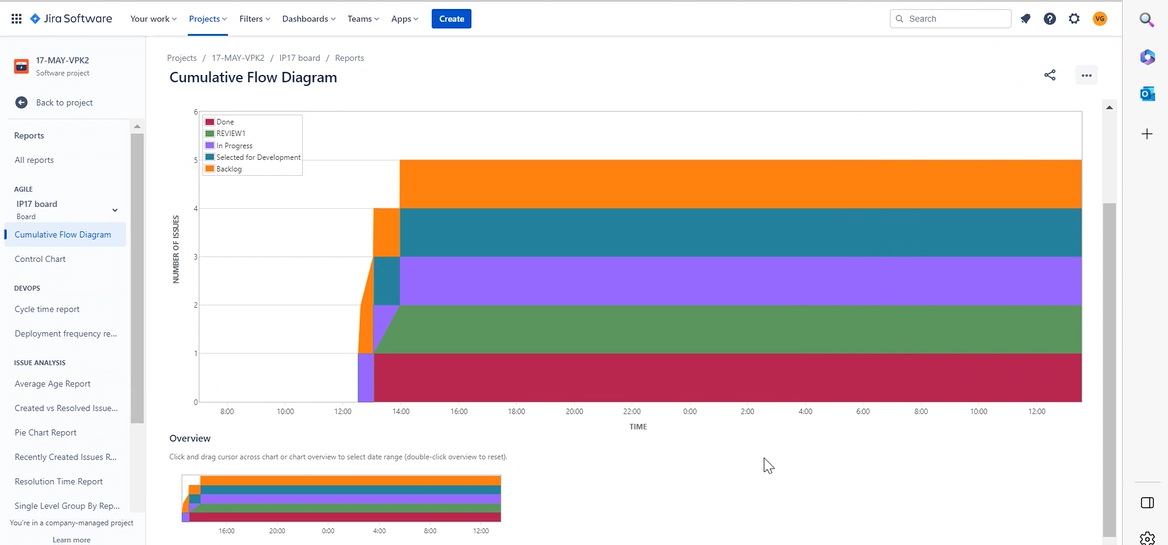 Jira Software Your work Projects Filters Dashboards Teams Apps Create Search VG
17-MAY-VPK2
Software project
Back to project
Reports
All reports
AGILE
IP17 board
Board
Cumulative Flow Diagram
Control Chart
DEVOPS
Cycle time report
Deployment frequency re...
ISSUE ANALYSIS
Average Age Report
Created vs Resolved Issue...
Pie Chart Report
Recently Created Issues R...
Resolution Time Report
Single Level Group By Rep...
You're in a company-managed project
Learn more
Projects / 17-MAY-VPK2 / IP17 board / Reports
Cumulative Flow Diagram
Done
REVIEW1
In Progress
Selected for Development
Backlog
NUMBER OF ISSUES
6
5
4
3
2
1
0
8:00 10:00 12:00 14:00 16:00 18:00 20:00 22:00 0:00 2:00 4:00 6:00 8:00 10:00 12:00
TIME
Overview
Click and drag cursor across chart or chart overview to select date range (double-click overview to reset).
16:00 20:00 0:00 4:00 8:00 12:00